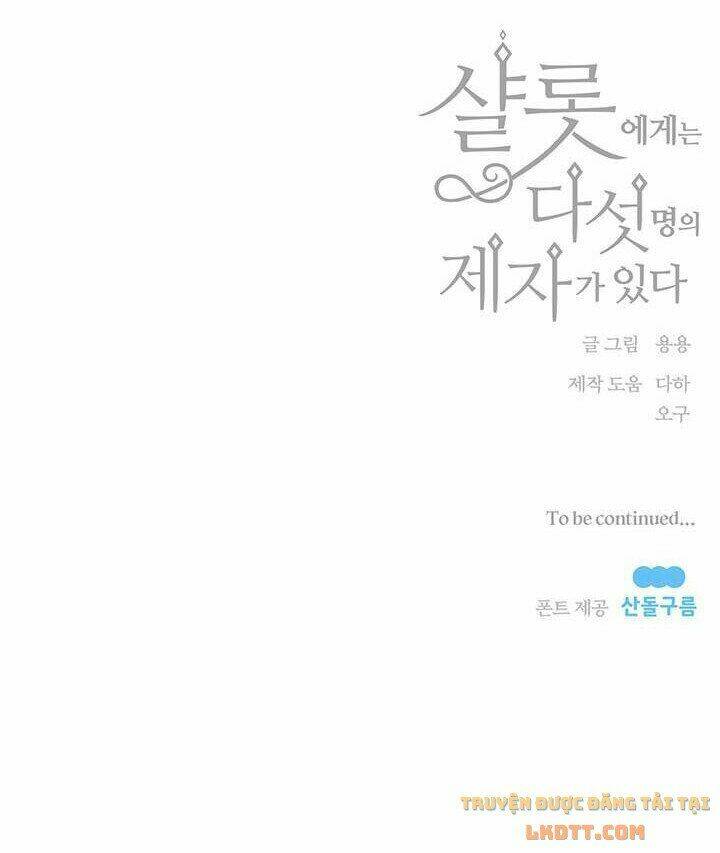 샬롯에게는
다섯명의
제자가 있다
글 그림 용용
제작 도움 다하
오구
To be continued...
폰트 제공 산돌구름
TRUYỆN ĐƯỢC ĐĂNG TẢI TẠI
LKDTT.COM